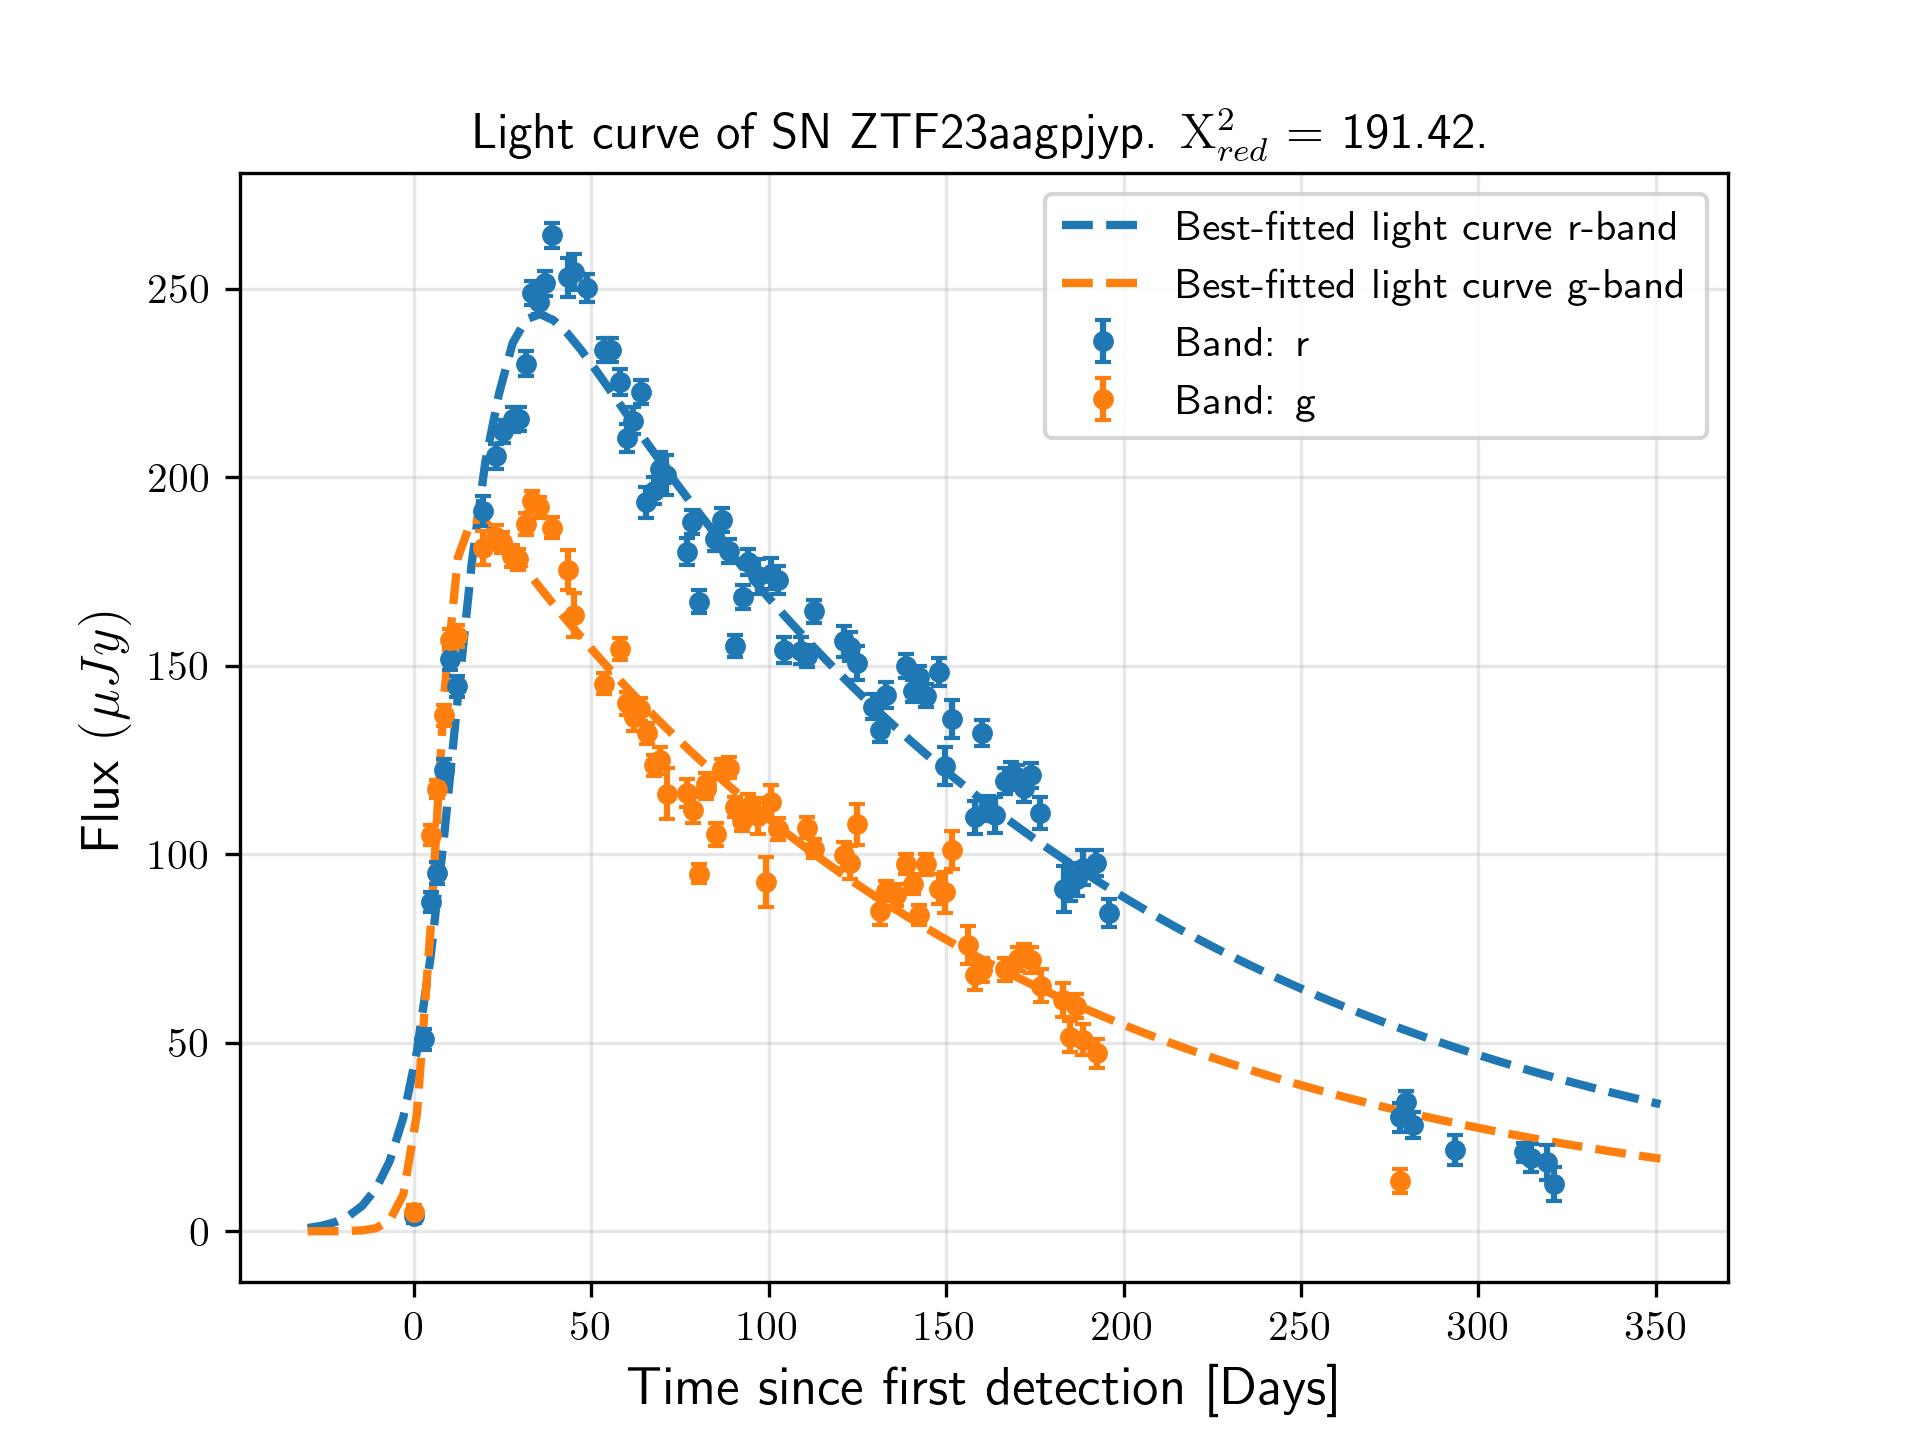 Light curve of SN ZTF23aagpjyp. X²_red = 191.42.
Best-fitted light curve r-band
Best-fitted light curve g-band
Band: r
Band: g
Flux (μJy)
250
200
150
100
50
0
0 50 100 150 200 250 300 350
Time since first detection [Days]